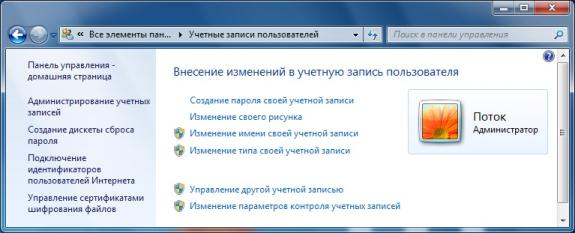 « Все элементы пан... ▸ Учетные записи пользователей
Поиск в панели управления
Панель управления -
домашняя страница
Администрирование учетных
записей
Создание дискеты сброса
пароля
Подключение
идентификаторов
пользователей Интернета
Управление сертификатами
шифрования файлов
Внесение изменений в учетную запись пользователя
Создание пароля своей учетной записи
Изменение своего рисунка
Изменение имени своей учетной записи
Изменение типа своей учетной записи
Управление другой учетной записью
Изменение параметров контроля учетных записей
Поток
Администратор